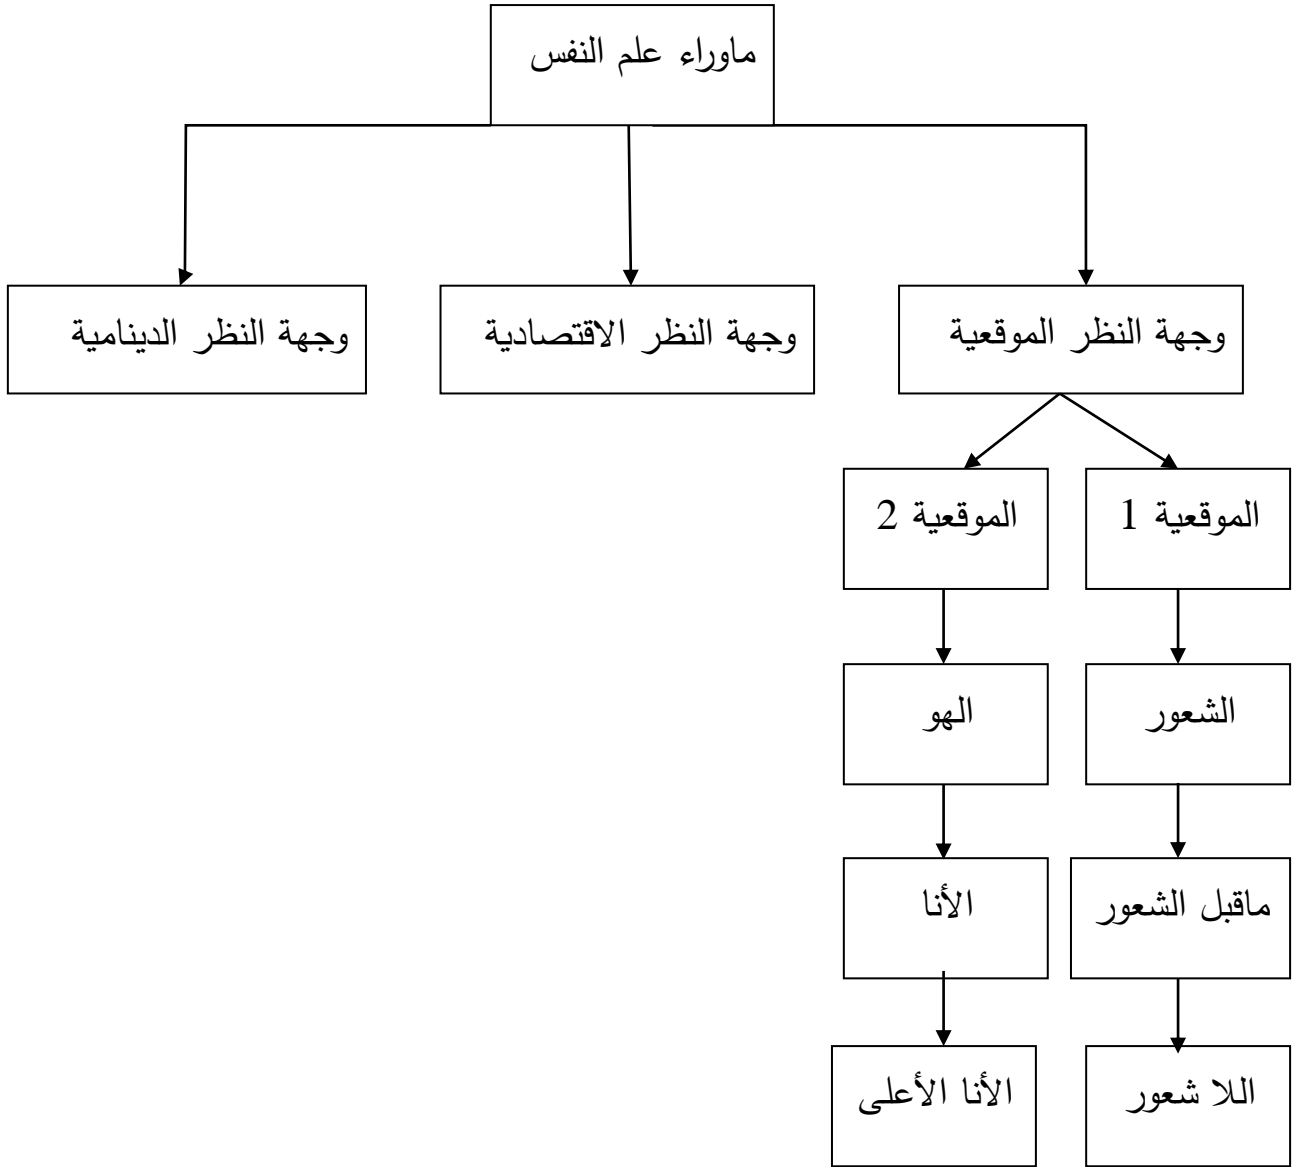 ماوراء علم النفس
وجهة النظر الموقعية
وجهة النظر الاقتصادية
وجهة النظر الدينامية
الموقعية 1
الموقعية 2
الشعور
الهو
ماقبل الشعور
الأنا
اللا شعور
الأنا الأعلى